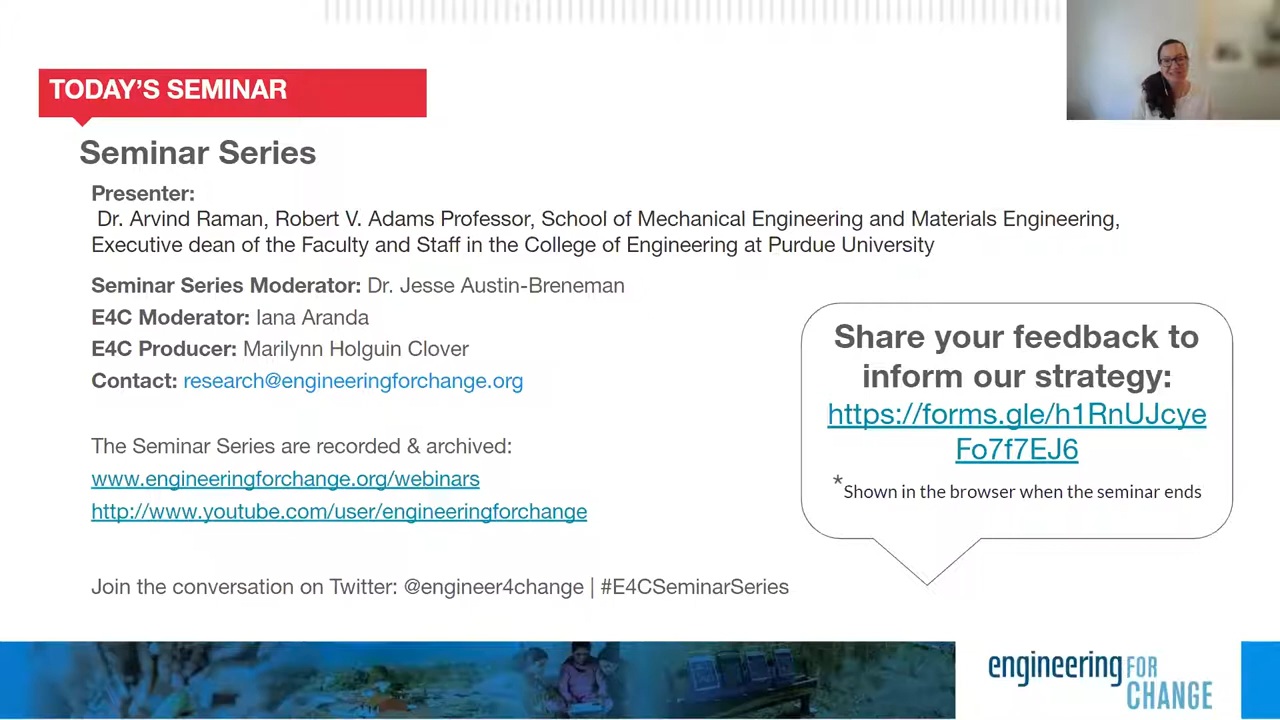 TODAY'S SEMINAR
Seminar Series
Presenter:
Dr. Arvind Raman, Robert V. Adams Professor, School of Mechanical Engineering and Materials Engineering,
Executive dean of the Faculty and Staff in the College of Engineering at Purdue University
Seminar Series Moderator: Dr. Jesse Austin-Breneman
E4C Moderator: Iana Aranda
E4C Producer: Marilynn Holguin Clover
Contact: research@engineeringforchange.org
The Seminar Series are recorded & archived:
www.engineeringforchange.org/webinars
http://www.youtube.com/user/engineeringforchange
Join the conversation on Twitter: @engineer4change | #E4CSeminarSeries
Share your feedback to
inform our strategy:
https://forms.gle/h1RnUJcye
Fo7f7EJ6
*Shown in the browser when the seminar ends
engineering FOR
CHANGE